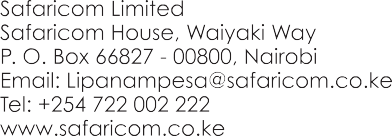 Safaricom Limited
Safaricom House, Waiyaki Way
P. O. Box 66827 - 00800, Nairobi
Email: Lipanampesa@safaricom.co.ke
Tel: +254 722 002 222
www.safaricom.co.ke